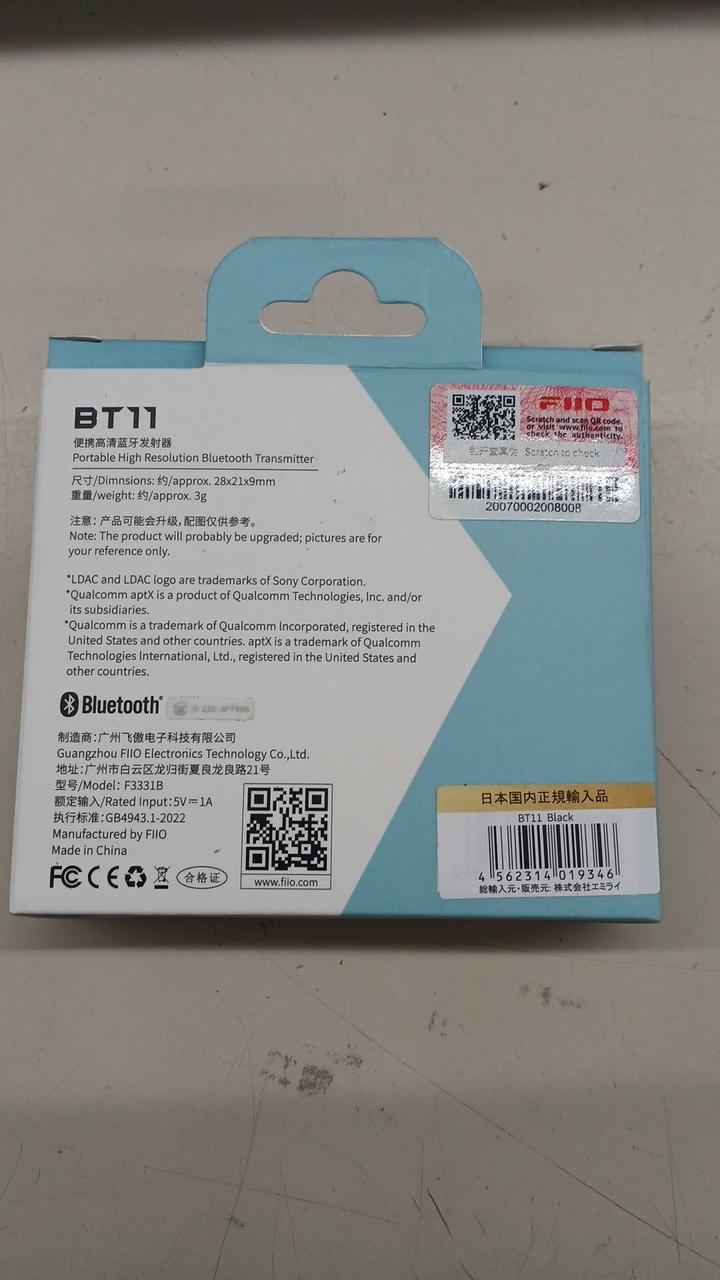 BT11
便携高清蓝牙发射器
Portable High Resolution Bluetooth Transmitter
尺寸/Dimnsions: 约/approx. 28x21x9mm
重量/weight: 约/approx. 3g
注意: 产品可能会升级, 配图仅供参考。
Note: The product will probably be upgraded; pictures are for
your reference only.
*LDAC and LDAC logo are trademarks of Sony Corporation.
*Qualcomm aptX is a product of Qualcomm Technologies, Inc. and/or
its subsidiaries.
*Qualcomm is a trademark of Qualcomm Incorporated, registered in the
United States and other countries. aptX is a trademark of Qualcomm
Technologies International, Ltd., registered in the United States and
other countries.
Bluetooth®
制造商: 广州飞傲电子科技有限公司
Guangzhou FIIO Electronics Technology Co.,Ltd.
地址: 广州市白云区龙归街夏良龙良路21号
型号/Model: F3331B
额定输入/Rated Input: 5V⎓1A
执行标准: GB4943.1-2022
Manufactured by FIIO
Made in China
FC CE 合格证
www.fiio.com
FIIO
Scratch and scan QR code,
or visit www.fiio.com to
check the authenticity.
刮开查真伪 Scratch to check
20070002008008
日本国内正規輸入品
BT11 Black
4 562314 019346
総輸入元・販売元: 株式会社エミライ